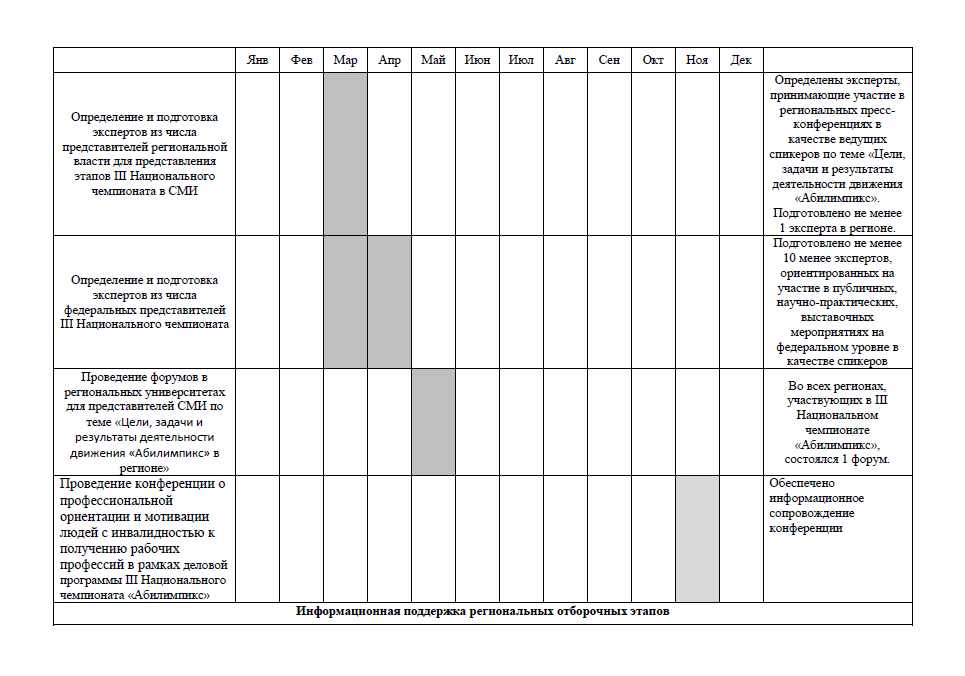 Янв Фев Мар Апр Май Июн Июл Авг Сен Окт Ноя Дек
Определение и подготовка
экспертов из числа
представителей региональной
власти для представления
этапов III Национального
чемпионата в СМИ
Определены эксперты,
принимающие участие в
региональных пресс-
конференциях в
качестве ведущих
спикеров по теме «Цели,
задачи и результаты
деятельности движения
«Абилимпикс».
Подготовлено не менее
1 эксперта в регионе.
Определение и подготовка
экспертов из числа
федеральных представителей
III Национального чемпионата
Подготовлено не менее
10 менее экспертов,
ориентированных на
участие в публичных,
научно-практических,
выставочных
мероприятиях на
федеральном уровне в
качестве спикеров
Проведение форумов в
региональных университетах
для представителей СМИ по
теме «Цели, задачи и
результаты деятельности
движения «Абилимпикс» в
регионе»
Во всех регионах,
участвующих в III
Национальном
чемпионате
«Абилимпикс»,
состоялся 1 форум.
Проведение конференции о
профессиональной
ориентации и мотивации
людей с инвалидностью к
получению рабочих
профессий в рамках деловой
программы III Национального
чемпионата «Абилимпикс»
Обеспечено
информационное
сопровождение
конференции
Информационная поддержка региональных отборочных этапов